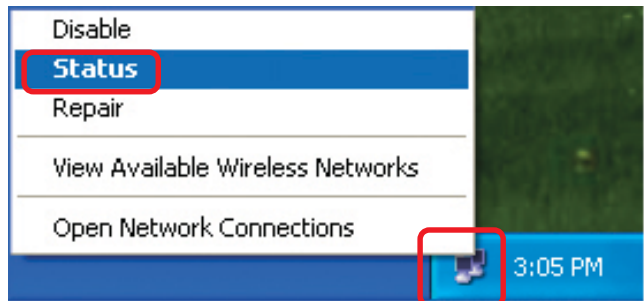 Disable
Status
Repair
View Available Wireless Networks
Open Network Connections
3:05 PM